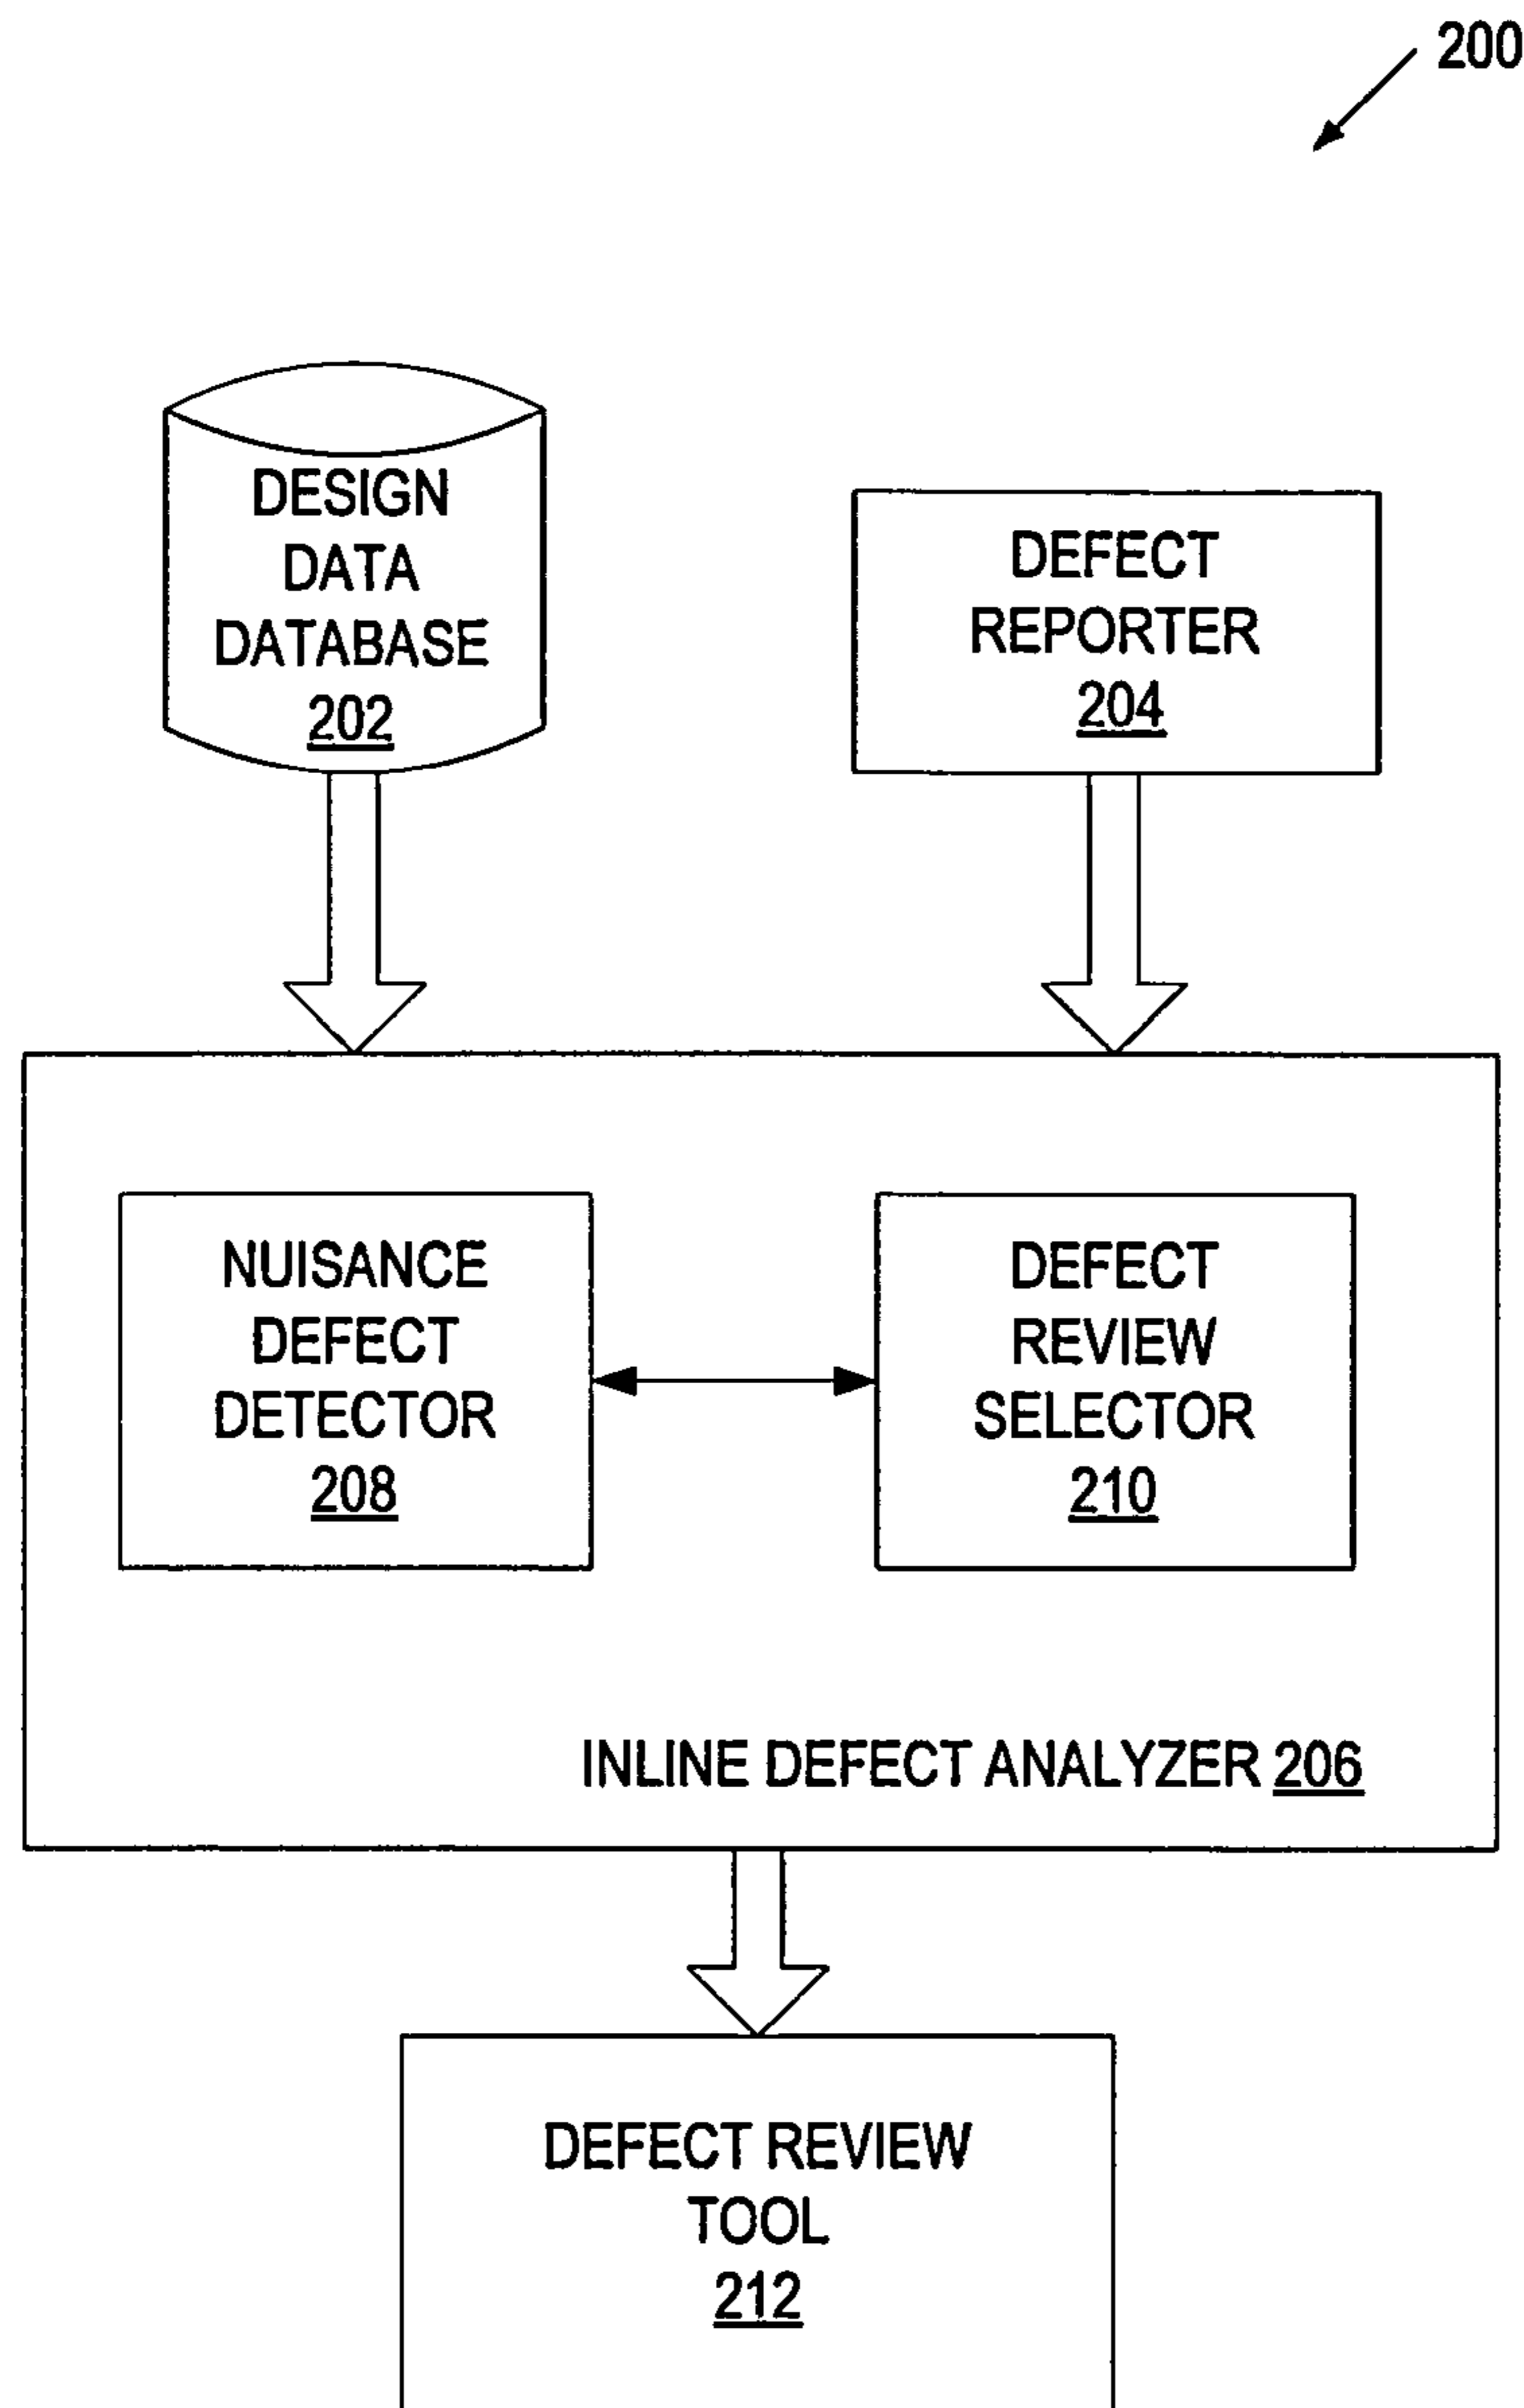 200
DESIGN
DATA
DATABASE
202
DEFECT
REPORTER
204
NUISANCE
DEFECT
DETECTOR
208
DEFECT
REVIEW
SELECTOR
210
INLINE DEFECT ANALYZER 206
DEFECT REVIEW
TOOL
212